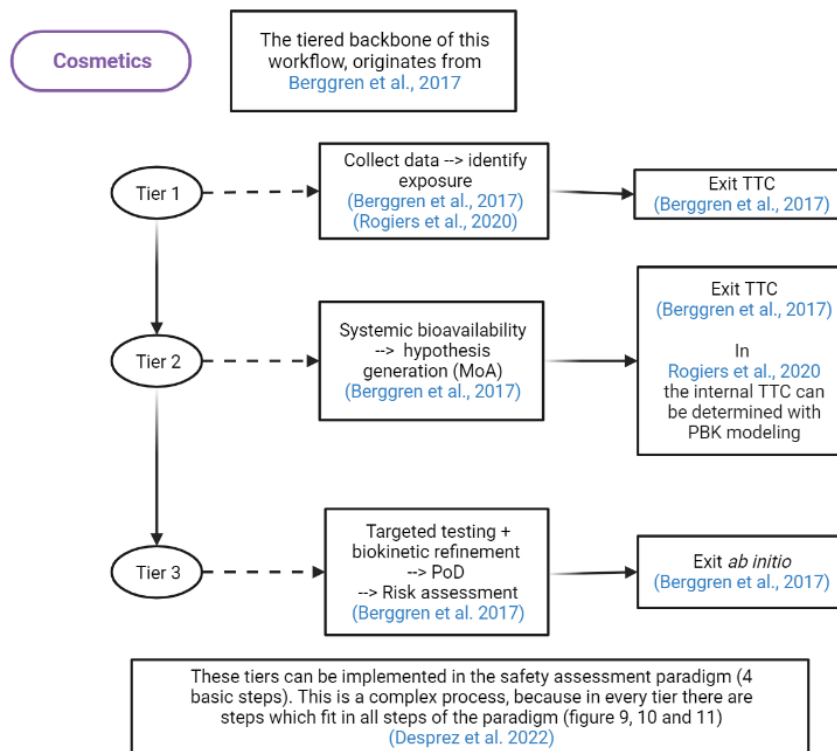 Cosmetics
The tiered backbone of this
workflow, originates from
Berggren et al., 2017
Tier 1
Collect data --> identify
exposure
(Berggren et al., 2017)
(Rogiers et al., 2020)
Exit TTC
(Berggren et al., 2017)
Tier 2
Systemic bioavailability
--> hypothesis
generation (MoA)
(Berggren et al., 2017)
Exit TTC
(Berggren et al., 2017)
In
Rogiers et al., 2020
the internal TTC can
be determined with
PBK modeling
Tier 3
Targeted testing +
biokinetic refinement
--> PoD
--> Risk assessment
(Berggren et al. 2017)
Exit ab initio
(Berggren et al., 2017)
These tiers can be implemented in the safety assessment paradigm (4
basic steps). This is a complex process, because in every tier there are
steps which fit in all steps of the paradigm (figure 9, 10 and 11)
(Desprez et al. 2022)